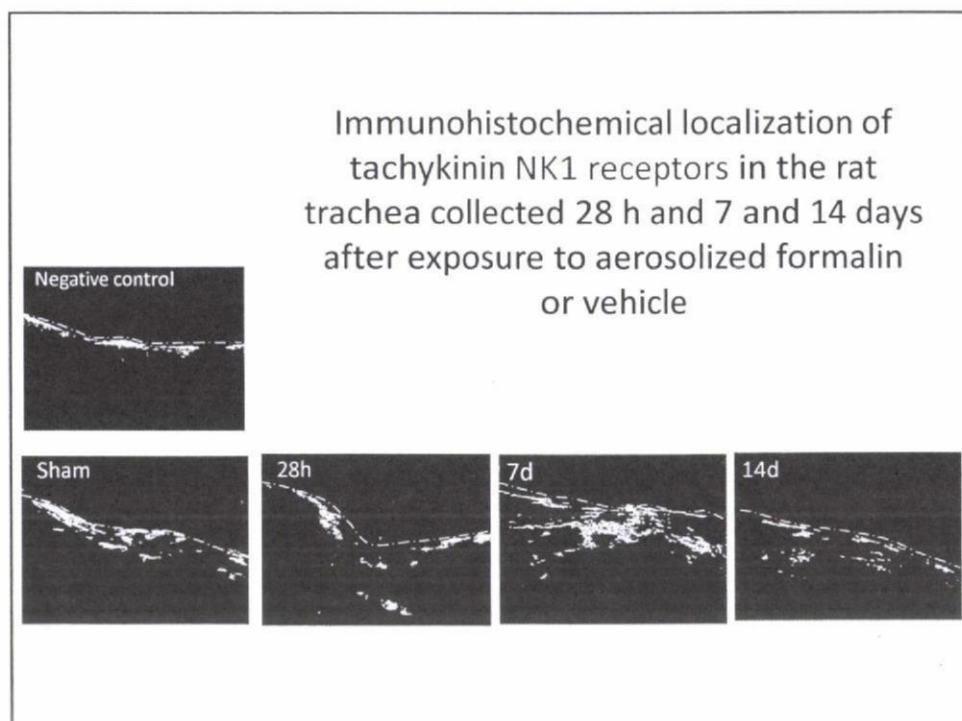 Immunohistochemical localization of
tachykinin NK1 receptors in the rat
trachea collected 28 h and 7 and 14 days
after exposure to aerosolized formalin
or vehicle
Negative control
Sham
28h
7d
14d